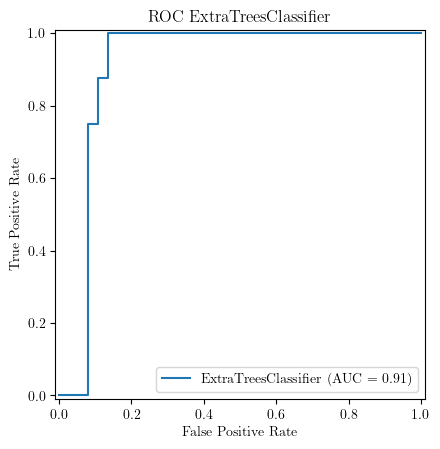 ROC ExtraTreesClassifier
1.0
0.8
0.6
0.4
0.2
0.0
True Positive Rate
ExtraTreesClassifier (AUC = 0.91)
0.0 0.2 0.4 0.6 0.8 1.0
False Positive Rate